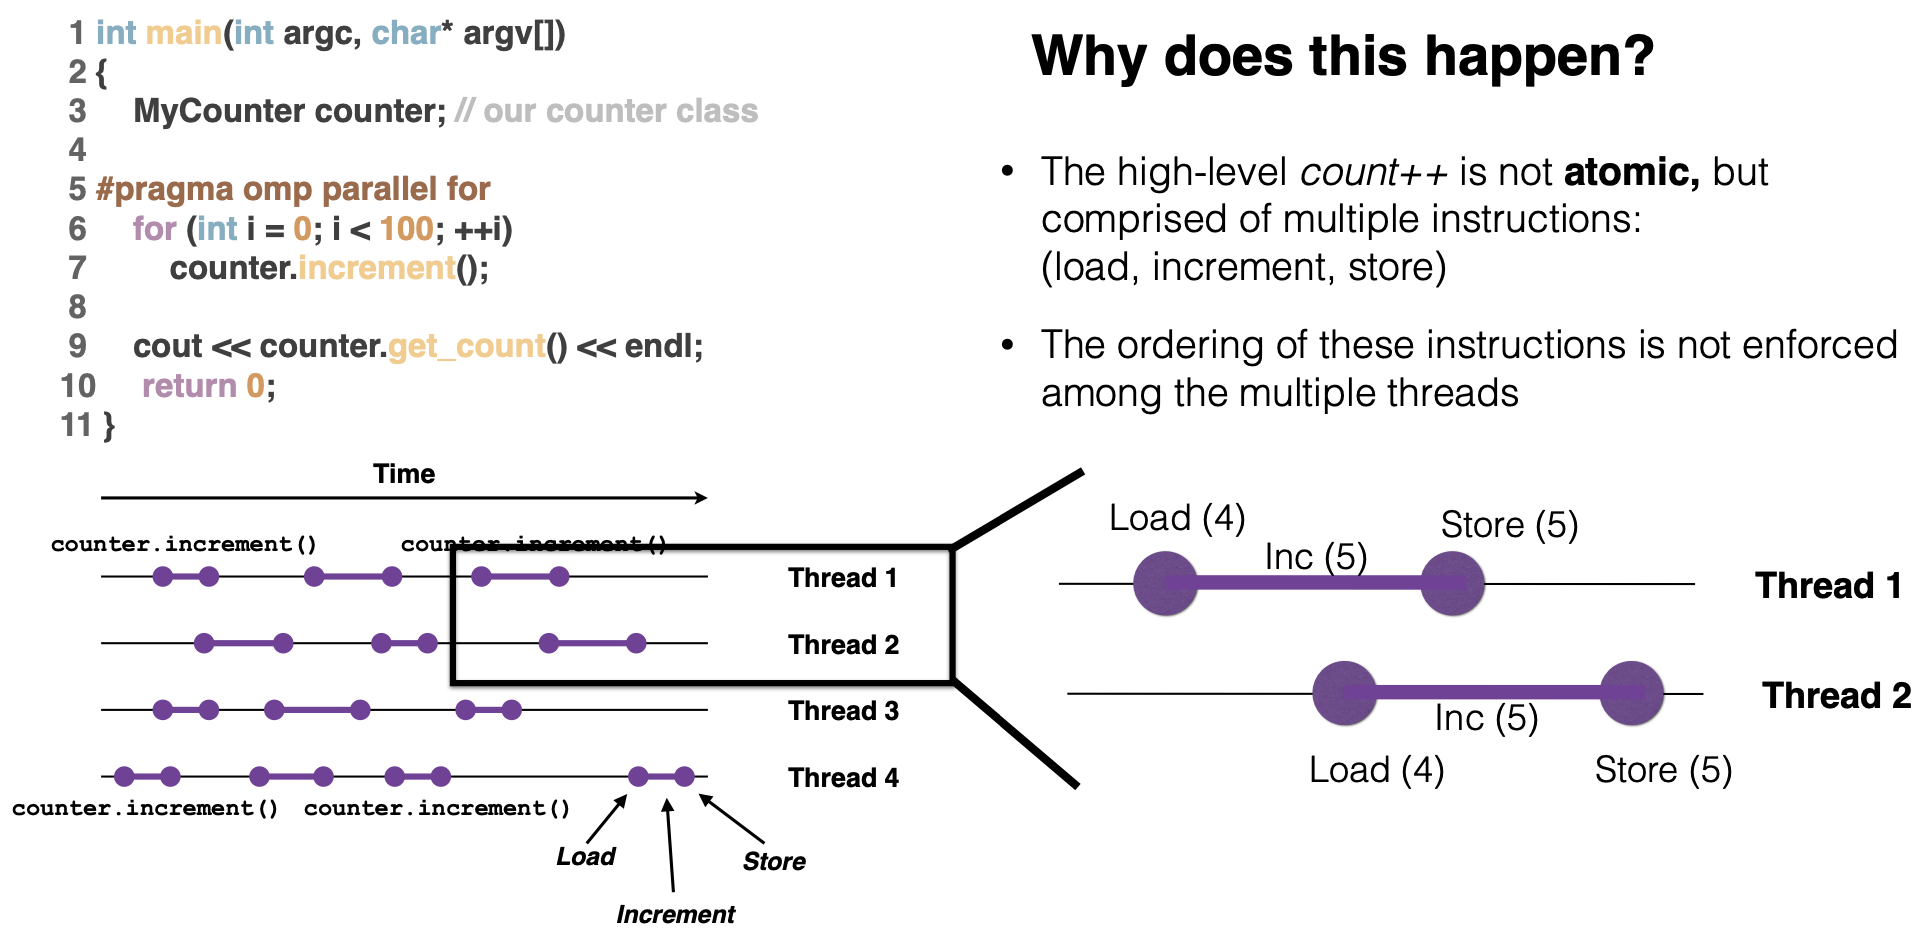 1 int main(int argc, char* argv[])
2 {
3 MyCounter counter; // our counter class
4
5 #pragma omp parallel for
6 for (int i = 0; i < 100; ++i)
7 counter.increment();
8
9 cout << counter.get_count() << endl;
10 return 0;
11 }
Why does this happen?
• The high-level count++ is not atomic, but
comprised of multiple instructions:
(load, increment, store)
• The ordering of these instructions is not enforced
among the multiple threads
Time
counter.increment() counter.increment()
Thread 1
Thread 2
Thread 3
Thread 4
counter.increment() counter.increment()
Load
Increment
Store
Load (4)
Inc (5)
Store (5)
Thread 1
Thread 2
Inc (5)
Load (4)
Store (5)